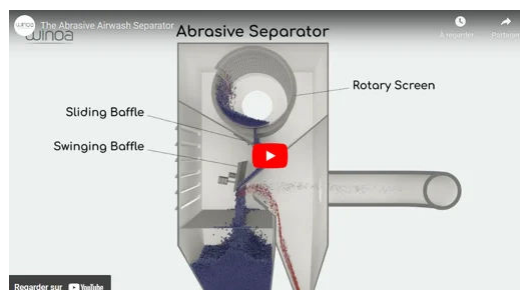 The Abrasive Airwash Separator
winoa
Abrasive Separator
À regarder
Partager
Rotary Screen
Sliding Baffle
Swinging Baffle
Regarder sur YouTube